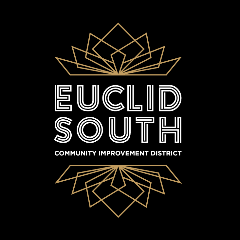 EUCLID
SOUTH
COMMUNITY IMPROVEMENT DISTRICT